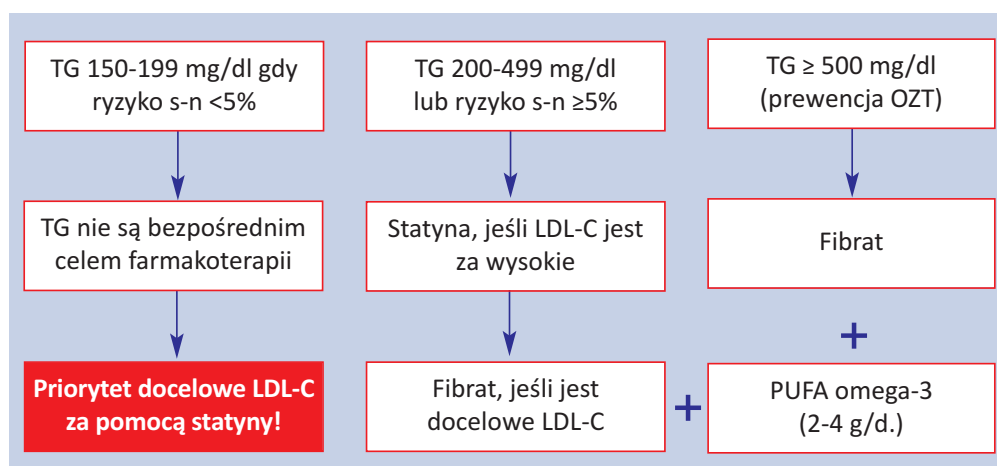 TG 150-199 mg/dl gdy
ryzyko s-n <5%
TG nie są bezpośrednim
celem farmakoterapii
Priorytet docelowe LDL-C
za pomocą statyny!
TG 200-499 mg/dl
lub ryzyko s-n ≥5%
Statyna, jeśli LDL-C jest
za wysokie
Fibrat, jeśli jest
docelowe LDL-C
+
TG ≥ 500 mg/dl
(prewencja OZT)
Fibrat
+
PUFA omega-3
(2-4 g/d.)